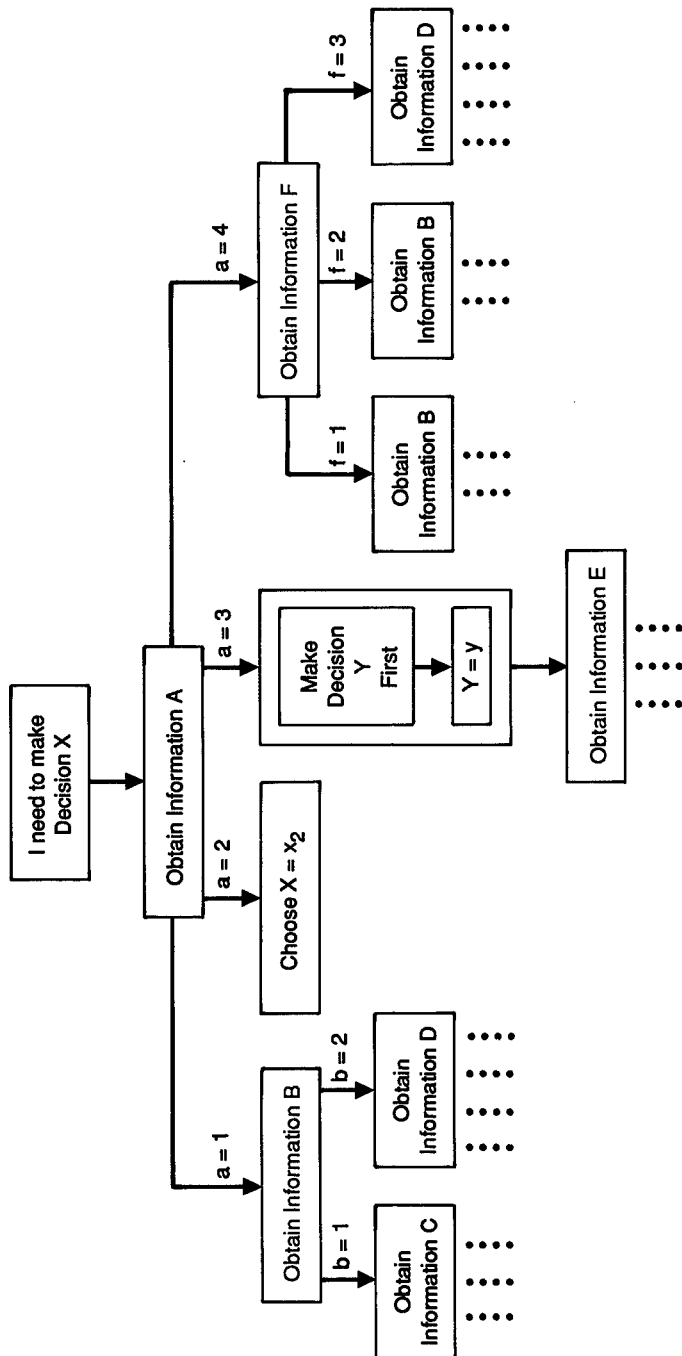 I need to make
Decision X
Obtain Information A
a = 1
a = 2
a = 3
a = 4
Obtain Information B
Choose X = x₂
Make
Decision
Y
First
Y = y
Obtain Information F
b = 1
b = 2
f = 1
f = 2
f = 3
Obtain
Information C
Obtain
Information D
Obtain
Information B
Obtain
Information B
Obtain
Information D
Obtain Information E